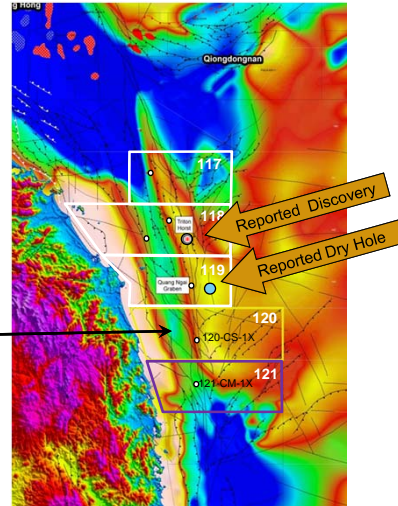 g Hong
Qiongdongnan
117
118
Triton
Horst
Reported Discovery
119
Quang Ngai
Graben
Reported Dry Hole
120
120-CS-1X
121
121-CM-1X